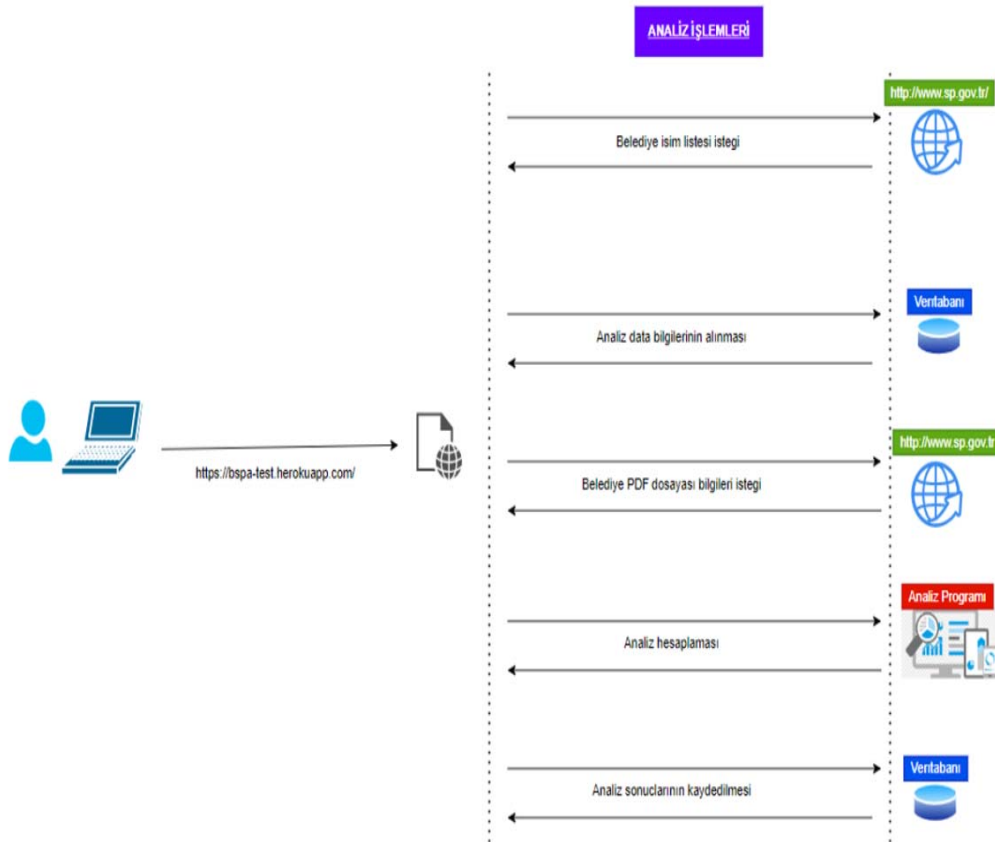 ANALİZ İŞLEMLERİ
http://www.sp.gov.tr/
Belediye isim listesi istegi
Veritabanı
Analiz data bilgilerinin alınması
http://www.sp.gov.tr
https://bspa-test.herokuapp.com/
Belediye PDF dosayası bilgileri istegi
Analiz Programı
Analiz hesaplaması
Veritabanı
Analiz sonuclarının kaydedilmesi